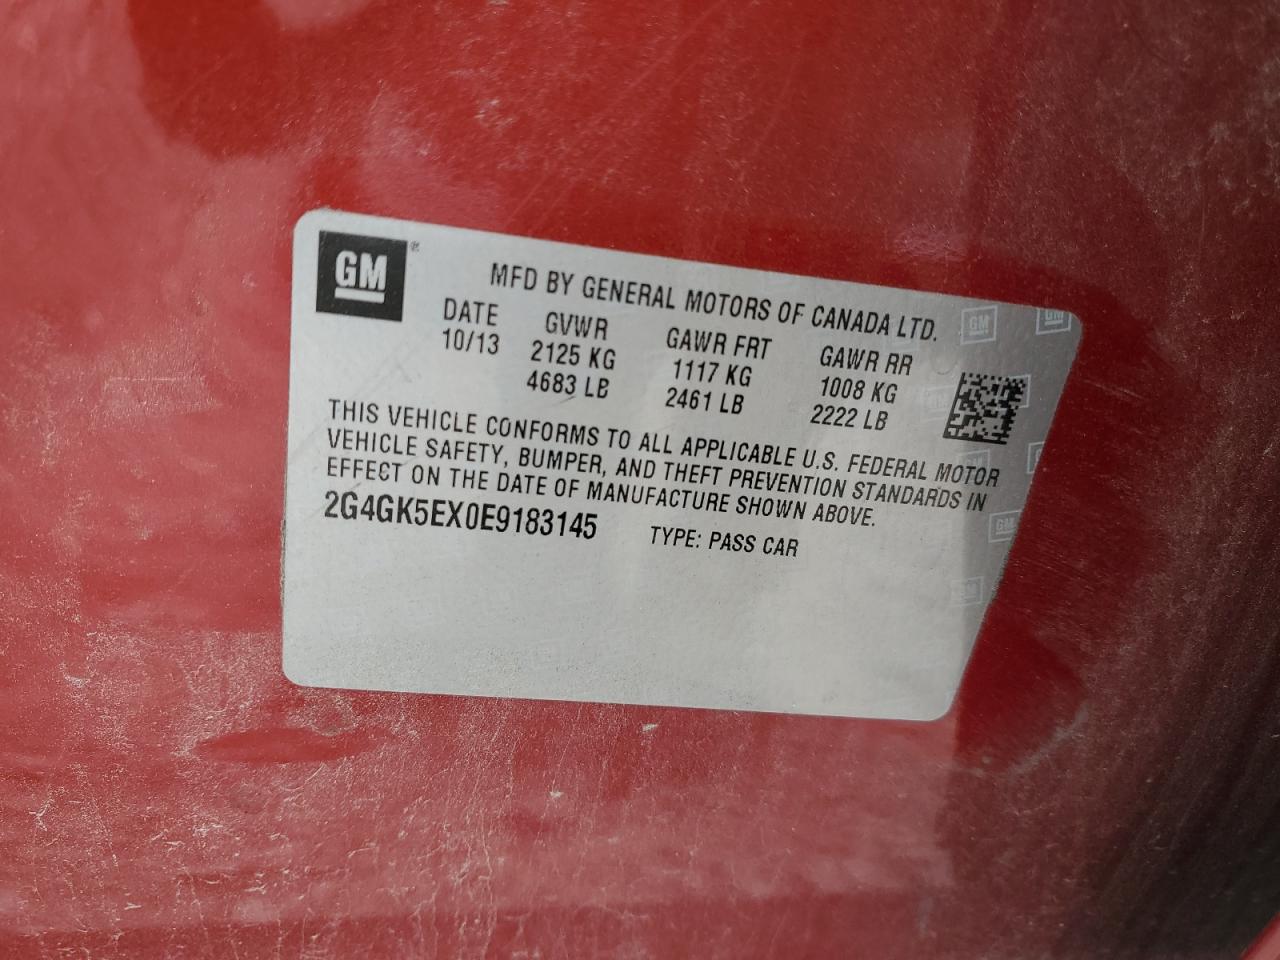 GM
MFD BY GENERAL MOTORS OF CANADA LTD.
DATE GVWR GAWR FRT GAWR RR
10/13 2125 KG 1117 KG 1008 KG
4683 LB 2461 LB 2222 LB
THIS VEHICLE CONFORMS TO ALL APPLICABLE U.S. FEDERAL MOTOR
VEHICLE SAFETY, BUMPER, AND THEFT PREVENTION STANDARDS IN
EFFECT ON THE DATE OF MANUFACTURE SHOWN ABOVE.
2G4GK5EX0E9183145 TYPE: PASS CAR